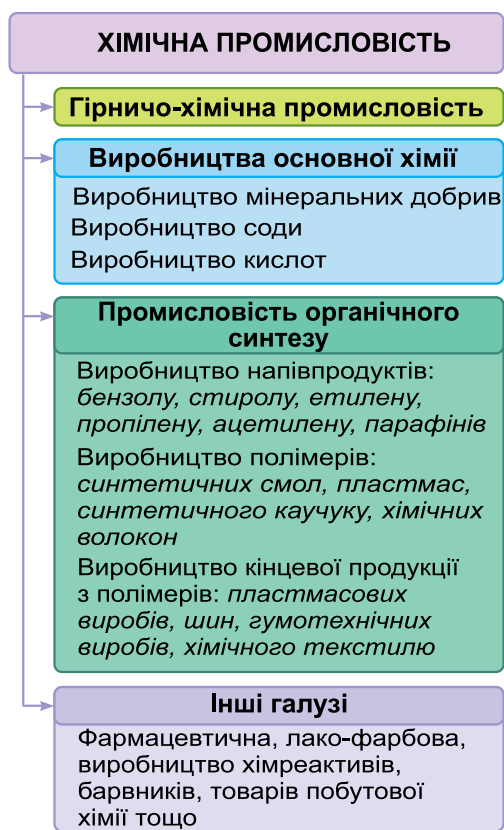 ХІМІЧНА ПРОМИСЛОВІСТЬ
Гірничо-хімічна промисловість
Виробництва основної хімії
Виробництво мінеральних добрив
Виробництво соди
Виробництво кислот
Промисловість органічного
синтезу
Виробництво напівпродуктів:
бензолу, стиролу, етилену,
пропілену, ацетилену, парафінів
Виробництво полімерів:
синтетичних смол, пластмас,
синтетичного каучуку, хімічних
волокон
Виробництво кінцевої продукції
з полімерів: пластмасових
виробів, шин, гумотехнічних
виробів, хімічного текстилю
Інші галузі
Фармацевтична, лако-фарбова,
виробництво хімреактивів,
барвників, товарів побутової
хімії тощо